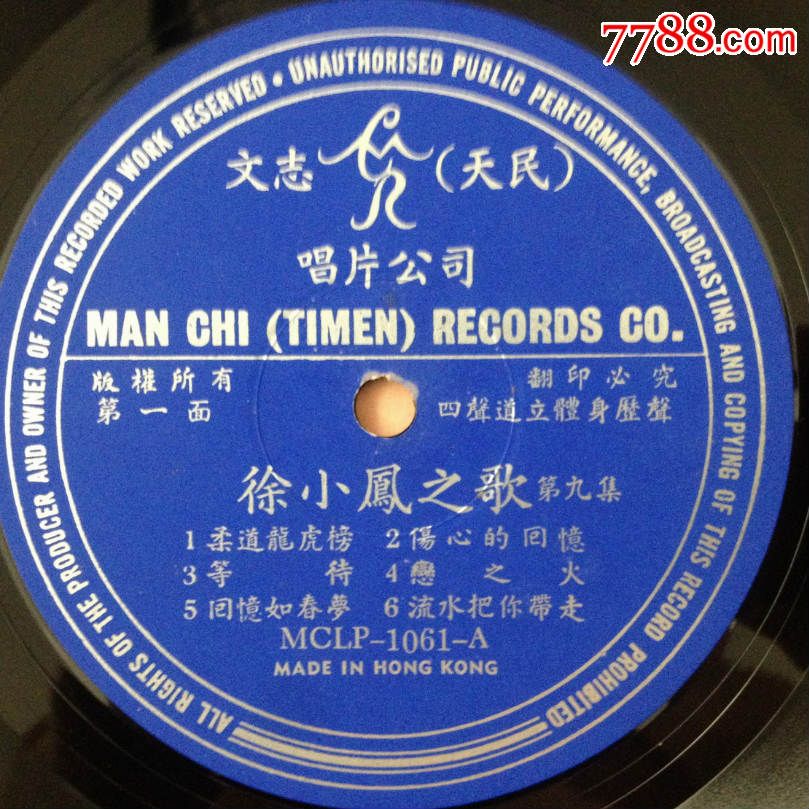 7788.com
ALL RIGHTS OF THE PRODUCER AND OWNER OF THIS RECORDED WORK RESERVED • UNAUTHORISED PUBLIC PERFORMANCE, BROADCASTING AND COPYING OF THIS RECORD PROHIBITED
文志 (天民)
唱片公司
MAN CHI (TIMEN) RECORDS CO.
版權所有 翻印必究
第一面 四聲道立體身歷聲
徐小鳳之歌 第九集
1 柔道龍虎榜 2 傷心的回憶
3 等待 4 戀之火
5 回憶如春夢 6 流水把你帶走
MCLP-1061-A
MADE IN HONG KONG